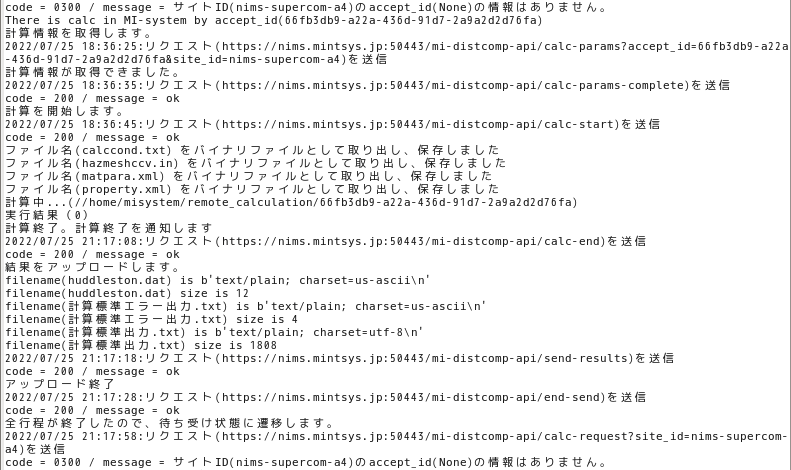 code = 0300 / message = サイトID(nims-supercom-a4)のaccept_id(None)の情報はありません。
There is calc in MI-system by accept_id(66fb3db9-a22a-436d-91d7-2a9a2d2d76fa)
計算情報を取得します。
2022/07/25 18:36:25:リクエスト(https://nims.mintsys.jp:50443/mi-distcomp-api/calc-params?accept_id=66fb3db9-a22a
-436d-91d7-2a9a2d2d76fa&site_id=nims-supercom-a4)を送信
計算情報が取得できました。
2022/07/25 18:36:35:リクエスト(https://nims.mintsys.jp:50443/mi-distcomp-api/calc-params-complete)を送信
code = 200 / message = ok
計算を開始します。
2022/07/25 18:36:45:リクエスト(https://nims.mintsys.jp:50443/mi-distcomp-api/calc-start)を送信
code = 200 / message = ok
ファイル名(calccond.txt) をバイナリファイルとして取り出し、保存しました
ファイル名(hazmeshccv.in) をバイナリファイルとして取り出し、保存しました
ファイル名(matpara.xml) をバイナリファイルとして取り出し、保存しました
ファイル名(property.xml) をバイナリファイルとして取り出し、保存しました
計算中...(//home/misystem/remote_calculation/66fb3db9-a22a-436d-91d7-2a9a2d2d76fa)
実行結果（0）
計算終了。計算終了を通知します
2022/07/25 21:17:08:リクエスト(https://nims.mintsys.jp:50443/mi-distcomp-api/calc-end)を送信
code = 200 / message = ok
結果をアップロードします。
filename(huddleston.dat) is b'text/plain; charset=us-ascii\n'
filename(huddleston.dat) size is 12
filename(計算標準エラー出力.txt) is b'text/plain; charset=us-ascii\n'
filename(計算標準エラー出力.txt) size is 4
filename(計算標準出力.txt) is b'text/plain; charset=utf-8\n'
filename(計算標準出力.txt) size is 1808
2022/07/25 21:17:18:リクエスト(https://nims.mintsys.jp:50443/mi-distcomp-api/send-results)を送信
code = 200 / message = ok
アップロード終了
2022/07/25 21:17:28:リクエスト(https://nims.mintsys.jp:50443/mi-distcomp-api/end-send)を送信
code = 200 / message = ok
全行程が終了したので、待ち受け状態に遷移します。
2022/07/25 21:17:58:リクエスト(https://nims.mintsys.jp:50443/mi-distcomp-api/calc-request?site_id=nims-supercom-
a4)を送信
code = 0300 / message = サイトID(nims-supercom-a4)のaccept_id(None)の情報はありません。